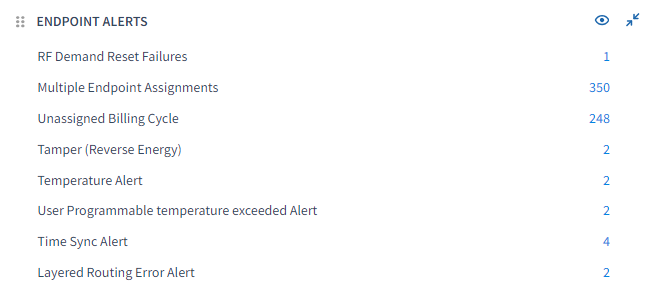 ENDPOINT ALERTS
RF Demand Reset Failures 1
Multiple Endpoint Assignments 350
Unassigned Billing Cycle 248
Tamper (Reverse Energy) 2
Temperature Alert 2
User Programmable temperature exceeded Alert 2
Time Sync Alert 4
Layered Routing Error Alert 2